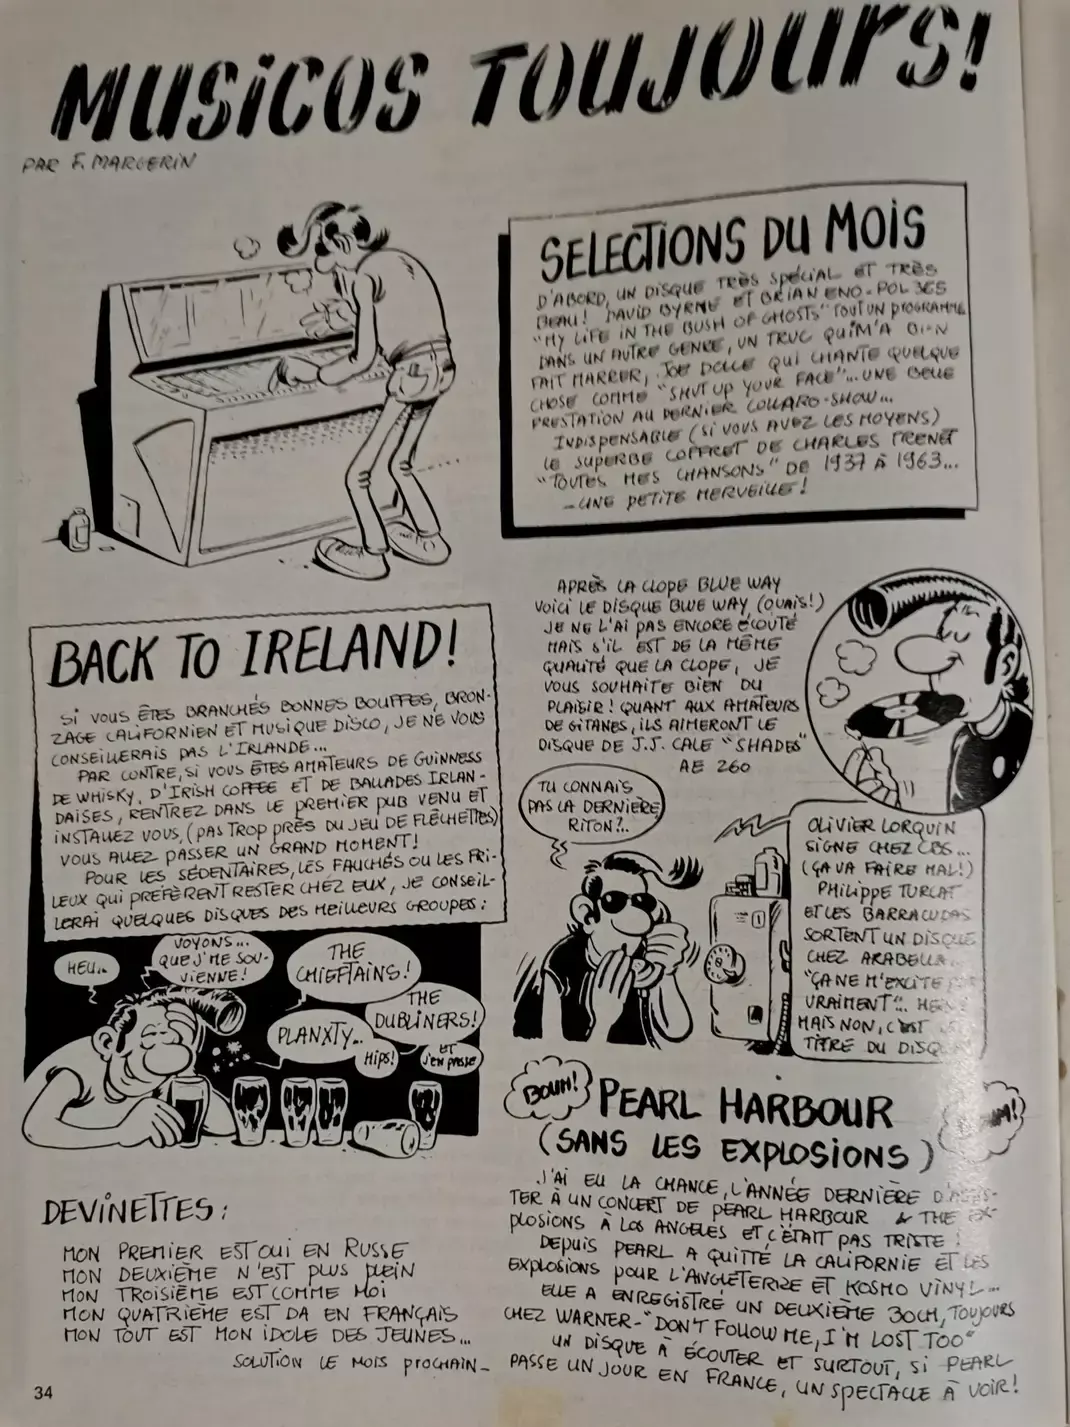 MUSICOS TOUJOURS!
PAR F. MARGERIN
SELECTIONS DU MOIS
D'ABORD, UN DISQUE TRÈS SPÉCIAL ET TRÈS
BEAU! DAVID BYRNE ET BRIAN ENO-POL 3ES
"MY LIFE IN THE BUSH OF GHOSTS" TOUT UN PROGRAMME
DANS UN AUTRE GENRE, UN TRUC QUI M'A BIEN
FAIT MARRER, JOE DOLCE QUI CHANTE QUELQUE
CHOSE COMME "SHUT UP YOUR FACE"... UNE BELLE
PRESTATION AU DERNIER COLLARO-SHOW...
INDISPENSABLE (SI VOUS AVEZ LES MOYENS)
LE SUPERBE COFFRET DE CHARLES TRENET
"TOUTES MES CHANSONS" DE 1937 À 1963...
-UNE PETITE MERVEILLE!
BACK TO IRELAND!
SI VOUS ÊTES BRANCHÉS BONNES BOUFFES, BRON-
ZAGE CALIFORNIEN ET MUSIQUE DISCO, JE NE VOUS
CONSEILLERAIS PAS L'IRLANDE...
PAR CONTRE, SI VOUS ÊTES AMATEURS DE GUINNESS
DE WHISKY, D'IRISH COFFEE ET DE BALLADES IRLAN-
DAISES, RENTREZ DANS LE PREMIER PUB VENU ET
INSTALLEZ VOUS, (PAS TROP PRÈS DU JEU DE FLÉCHETTES)
VOUS ALLEZ PASSER UN GRAND MOMENT!
POUR LES SÉDENTAIRES, LES FAUCHÉS OU LES FRI-
LEUX QUI PRÉFÈRENT RESTER CHEZ EUX, JE CONSEIL-
LERAI QUELQUES DISQUES DES MEILLEURS GROUPES:
HEU..
VOYONS...
QUE J'ME SOU-
VIENNE!
THE
CHIEFTAINS!
THE
DUBLINERS!
PLANXTY...
HIPS!
ET
J'EN PASSE
DEVINETTES:
MON PREMIER EST OUI EN RUSSE
MON DEUXIÈME N'EST PLUS PLEIN
MON TROISIÈME EST COMME MOI
MON QUATRIÈME EST DA EN FRANÇAIS
MON TOUT EST MON IDOLE DES JEUNES...
SOLUTION LE MOIS PROCHAIN-
34
APRÈS LA CLOPE BLUE WAY
VOICI LE DISQUE BLUE WAY, (OUAIS!)
JE NE L'AI PAS ENCORE ÉCOUTÉ
MAIS S'IL EST DE LA MÊME
QUALITÉ QUE LA CLOPE, JE
VOUS SOUHAITE BIEN DU
PLAISIR! QUANT AUX AMATEURS
DE GITANES, ILS AIMERONT LE
DISQUE DE J.J. CALE "SHADES"
AE 260
TU CONNAIS
PAS LA DERNIÈRE
RITON?..
OLIVIER LORQUIN
SIGNE CHEZ CBS...
(ÇA VA FAIRE MAL!)
PHILIPPE TURCAT
ET LES BARRACUDAS
SORTENT UN DISQUE
CHEZ ARABELLA..
"ÇA NE M'EXCITE PAS
VRAIMENT"..
MAIS NON, C'EST
TITRE DU DISQUE
BOUM!
PEARL HARBOUR
(SANS LES EXPLOSIONS)
J'AI EU LA CHANCE, L'ANNÉE DERNIÈRE D'ASSIS-
TER À UN CONCERT DE PEARL HARBOUR & THE EX-
PLOSIONS À LOS ANGELES ET C'ÉTAIT PAS TRISTE!
DEPUIS PEARL A QUITTÉ LA CALIFORNIE ET LES
EXPLOSIONS POUR L'ANGLETERRE ET KOSMO VINYL...
ELLE A ENREGISTRÉ UN DEUXIÈME 30CM, TOUJOURS
CHEZ WARNER-"DON'T FOLLOW ME, I'M LOST TOO"
UN DISQUE À ÉCOUTER ET SURTOUT, SI PEARL
PASSE UN JOUR EN FRANCE, UN SPECTACLE À VOIR!